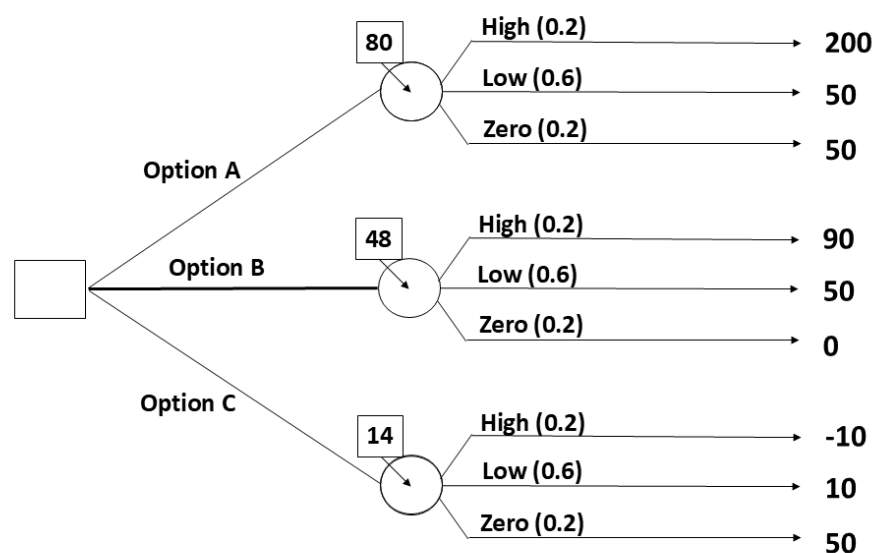 80
High (0.2)
200
Low (0.6)
50
Zero (0.2)
50
Option A
48
High (0.2)
90
Option B
Low (0.6)
50
Zero (0.2)
0
Option C
14
High (0.2)
-10
Low (0.6)
10
Zero (0.2)
50